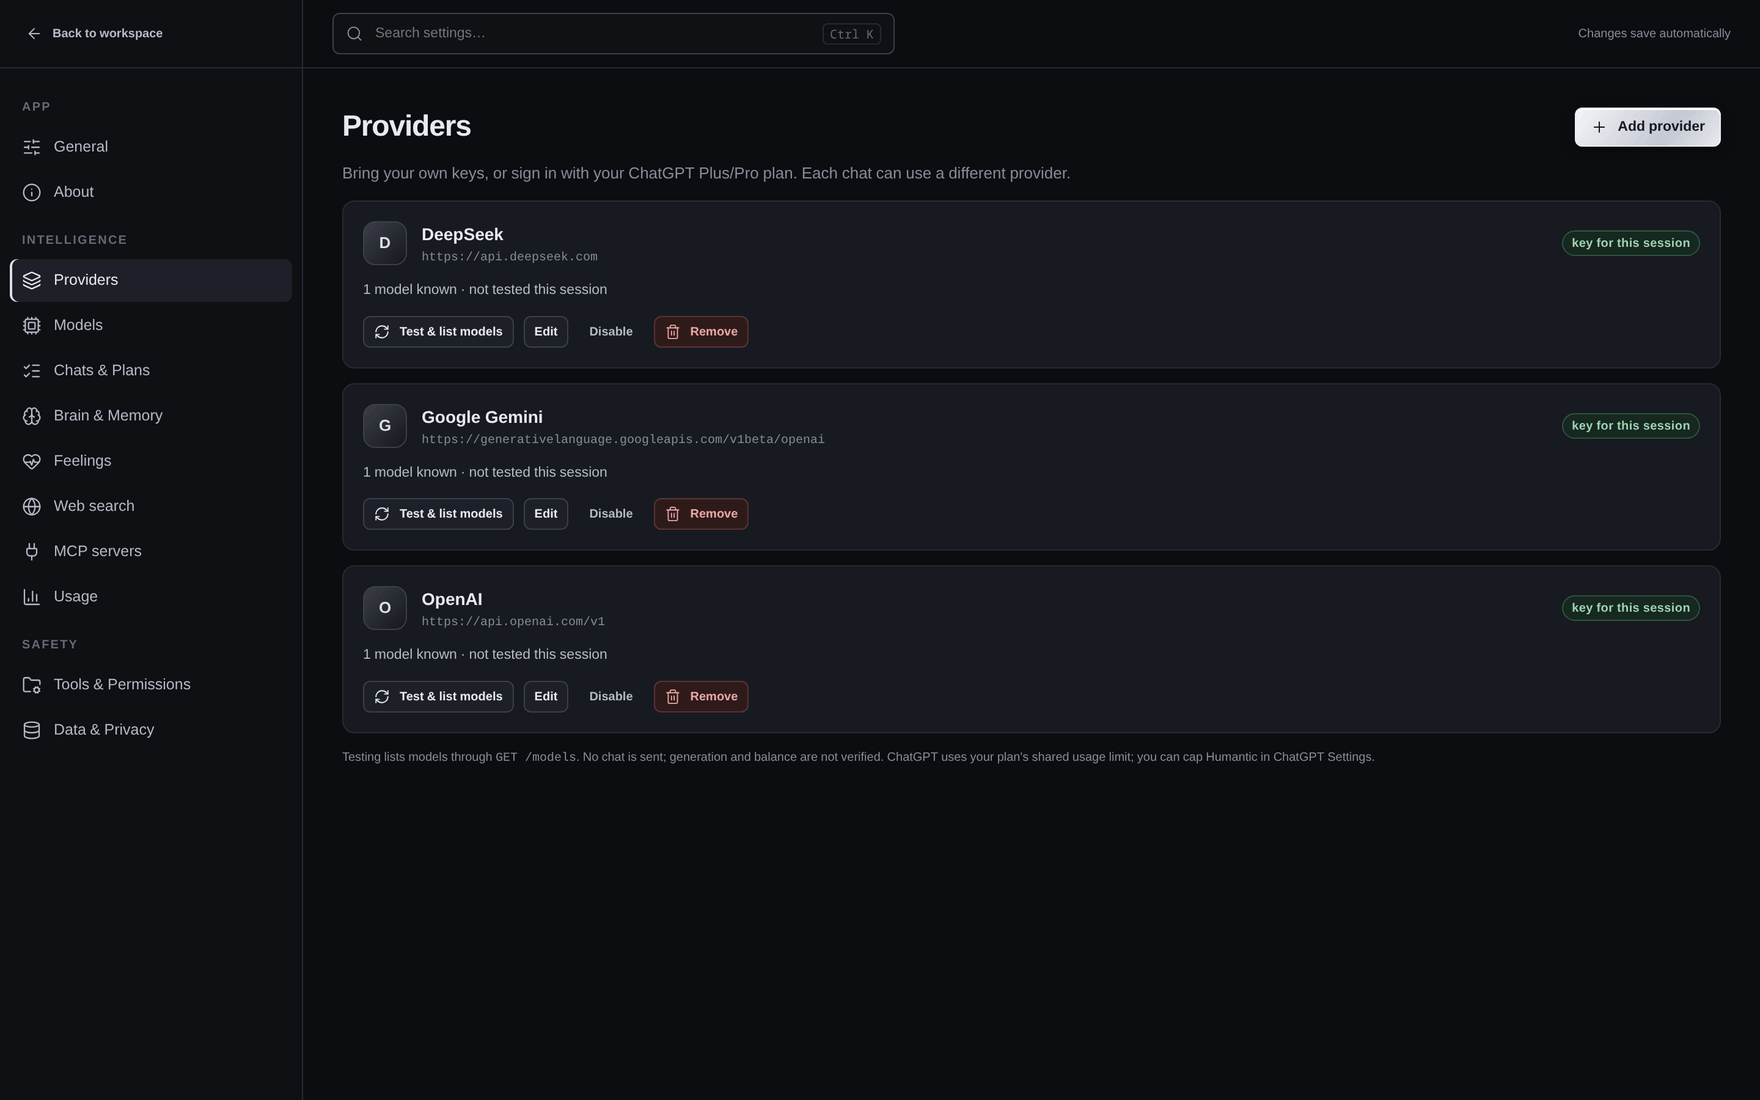 Back to workspace
Search settings…
Ctrl K
Changes save automatically
APP
General
About
INTELLIGENCE
Providers
Models
Chats & Plans
Brain & Memory
Feelings
Web search
MCP servers
Usage
SAFETY
Tools & Permissions
Data & Privacy
Providers
Add provider
Bring your own keys, or sign in with your ChatGPT Plus/Pro plan. Each chat can use a different provider.
D
DeepSeek
https://api.deepseek.com
key for this session
1 model known · not tested this session
Test & list models
Edit
Disable
Remove
G
Google Gemini
https://generativelanguage.googleapis.com/v1beta/openai
key for this session
1 model known · not tested this session
Test & list models
Edit
Disable
Remove
O
OpenAI
https://api.openai.com/v1
key for this session
1 model known · not tested this session
Test & list models
Edit
Disable
Remove
Testing lists models through GET /models. No chat is sent; generation and balance are not verified. ChatGPT uses your plan's shared usage limit; you can cap Humantic in ChatGPT Settings.